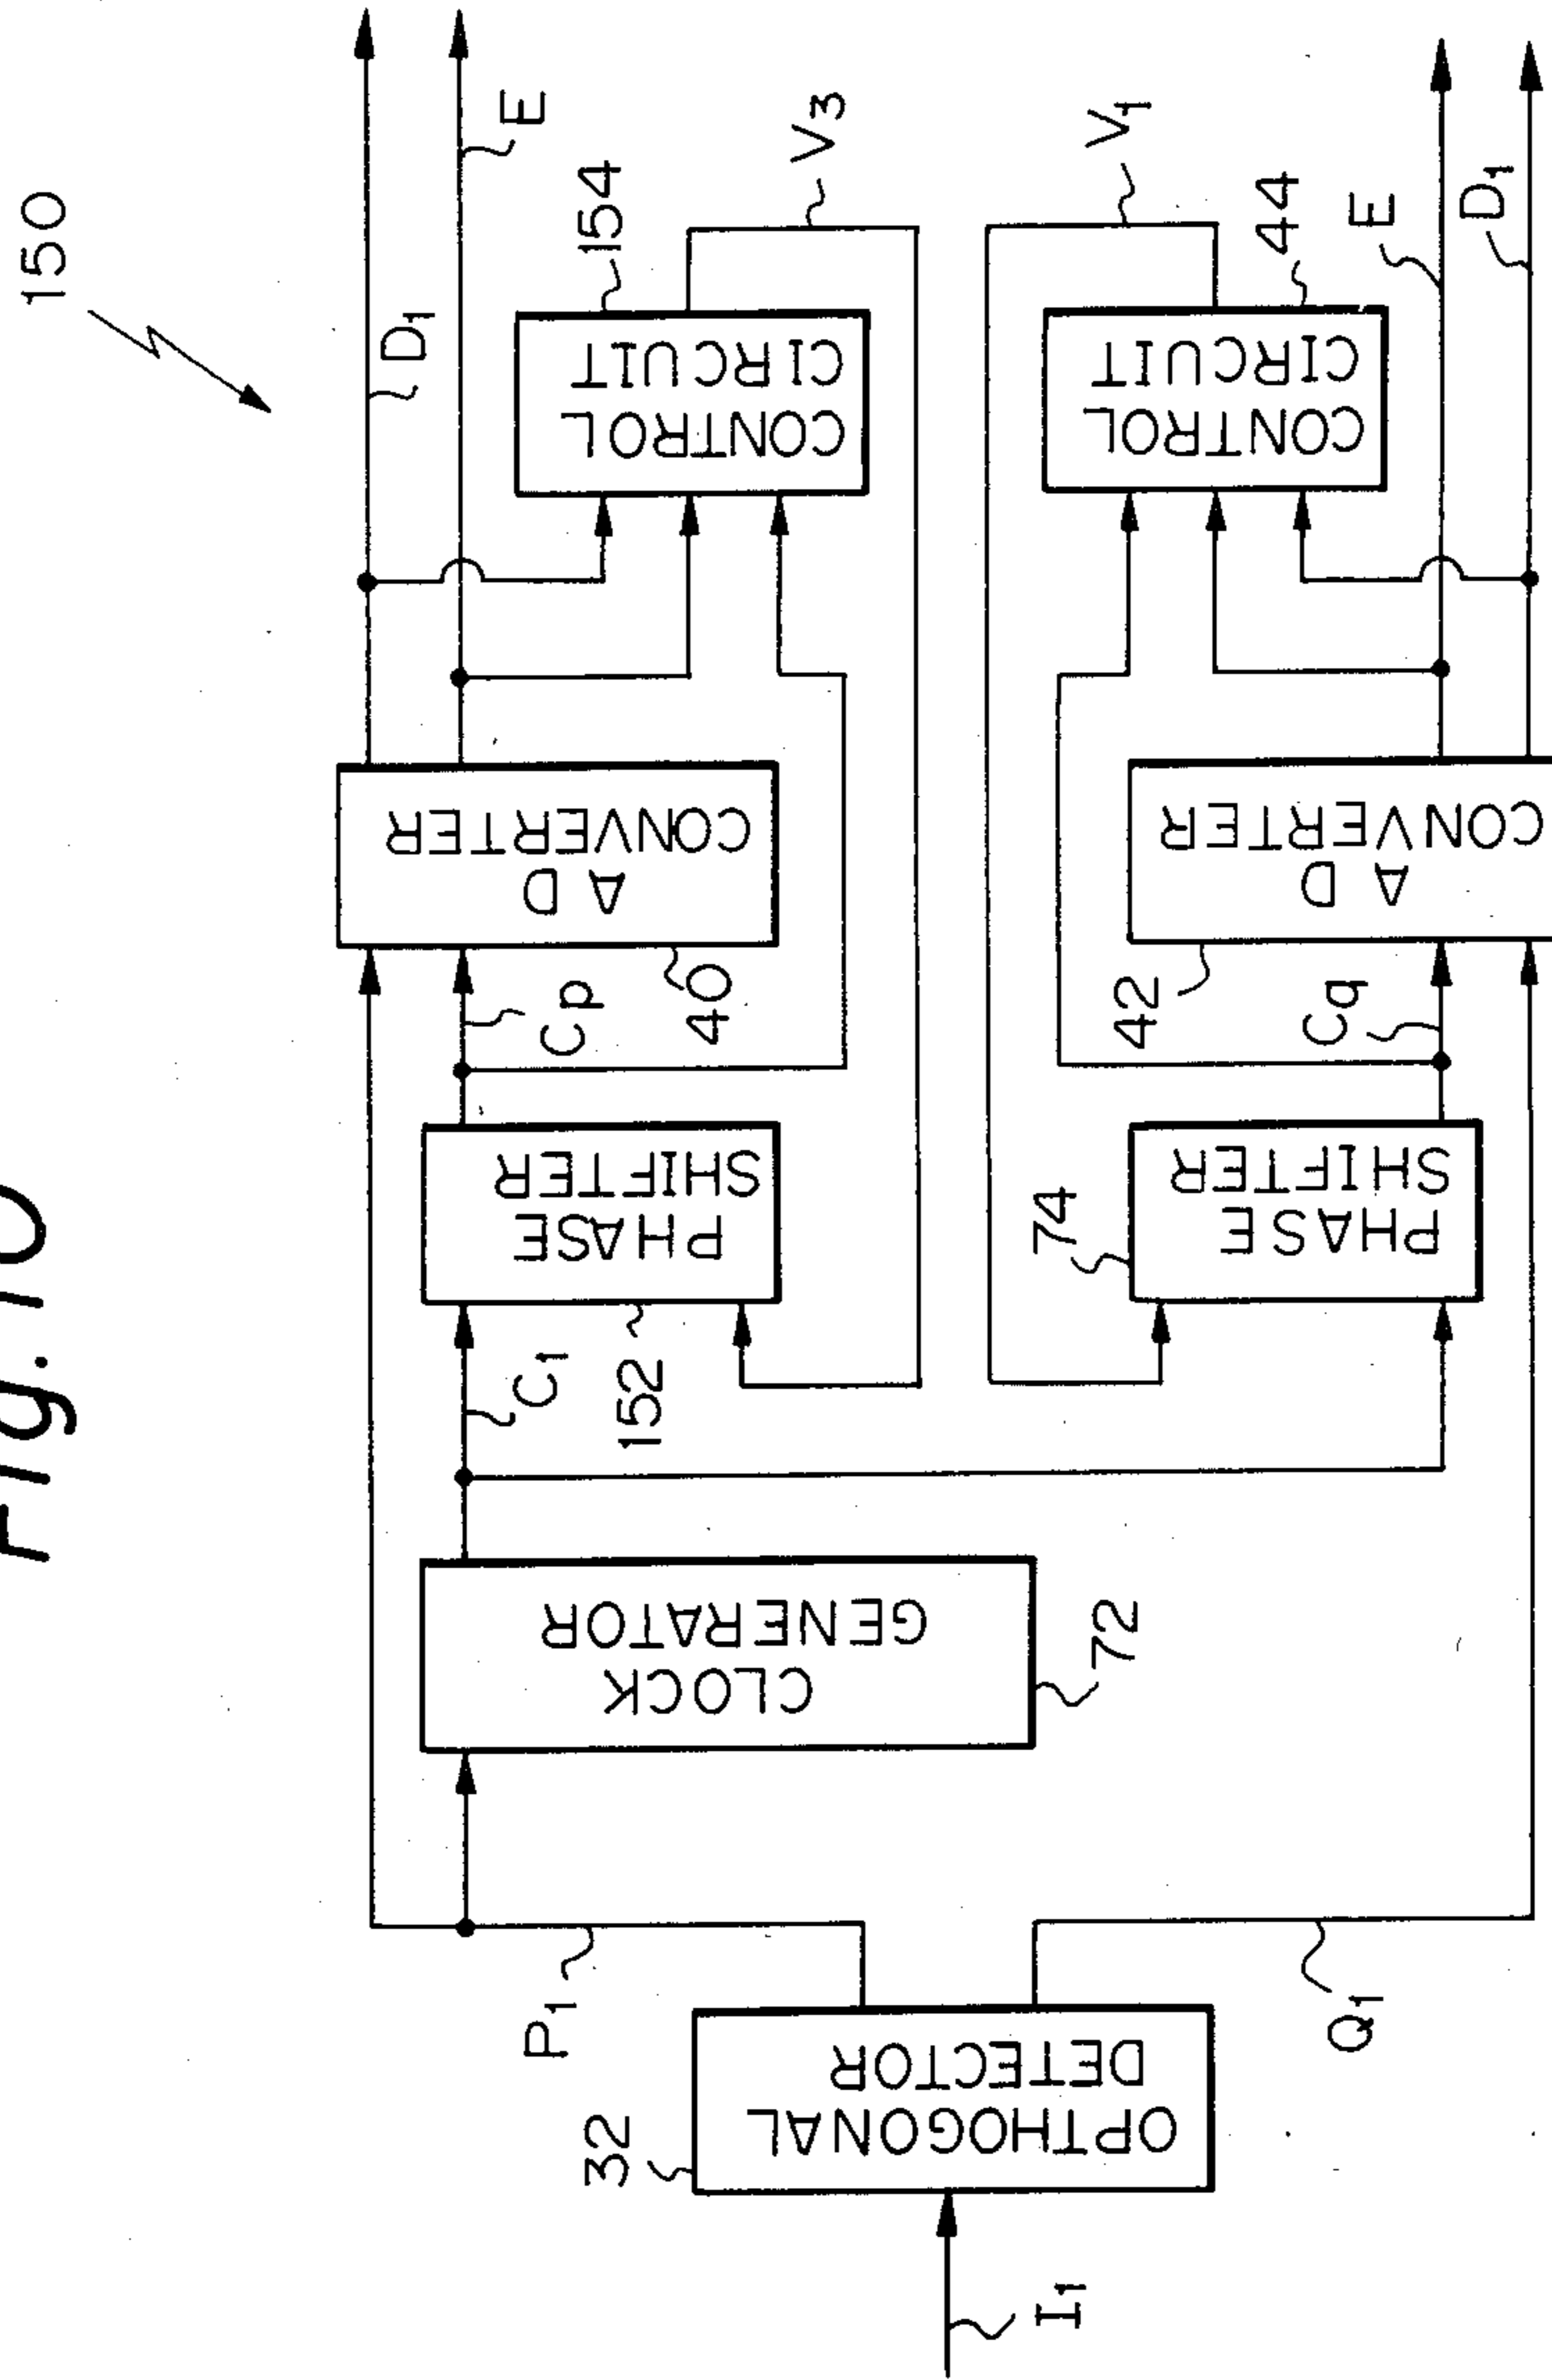 Fig. 10
150
I1
32
OPTHOGONAL
DETECTOR
P1
Q1
CLOCK
GENERATOR
72
C1
152
PHASE
SHIFTER
74
PHASE
SHIFTER
Cp
40
A D
CONVERTER
42
Cq
A D
CONVERTER
D1
E
CONTROL
CIRCUIT
154
V3
CONTROL
CIRCUIT
44
V1
E
D1